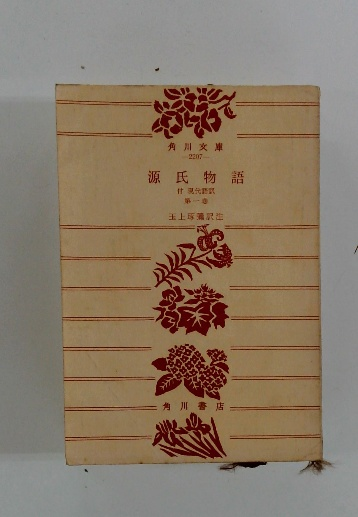 角川文庫
—2207—
源氏物語
付 現代語訳
第一巻
玉上琢彌訳注
角川書店